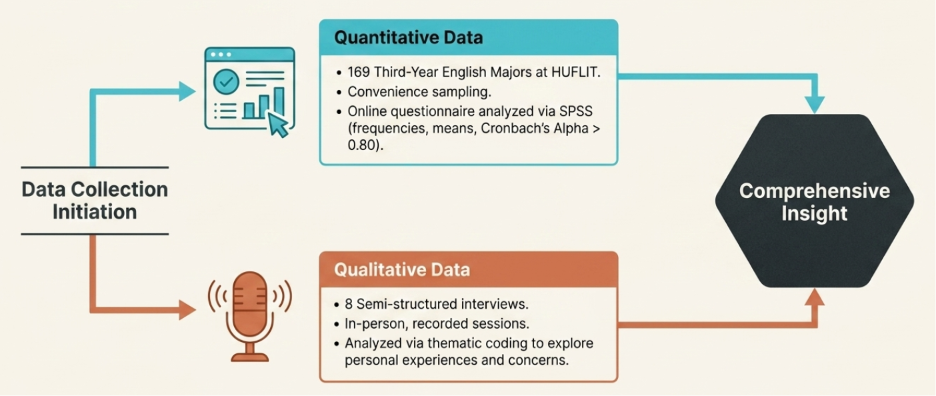 Data Collection
Initiation
Quantitative Data
• 169 Third-Year English Majors at HUFLIT.
• Convenience sampling.
• Online questionnaire analyzed via SPSS
(frequencies, means, Cronbach's Alpha >
0.80).
Qualitative Data
• 8 Semi-structured interviews.
• In-person, recorded sessions.
• Analyzed via thematic coding to explore
personal experiences and concerns.
Comprehensive
Insight